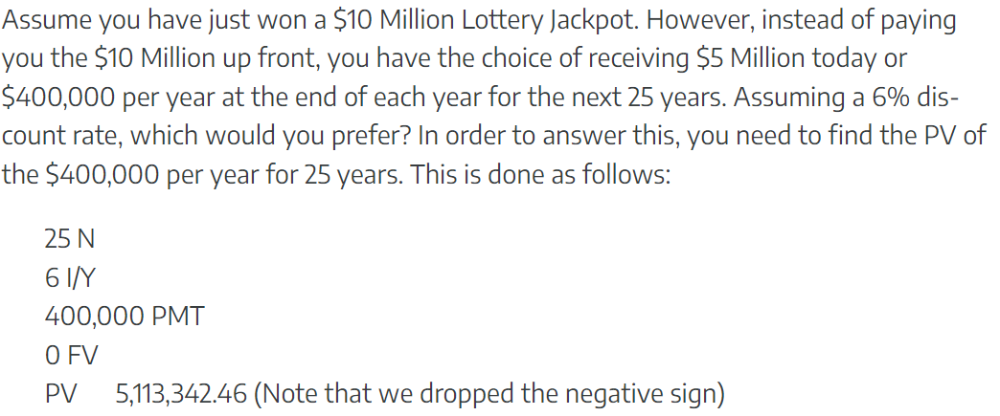 Assume you have just won a $10 Million Lottery Jackpot. However, instead of paying
you the $10 Million up front, you have the choice of receiving $5 Million today or
$400,000 per year at the end of each year for the next 25 years. Assuming a 6% dis-
count rate, which would you prefer? In order to answer this, you need to find the PV of
the $400,000 per year for 25 years. This is done as follows:
25 N
6 I/Y
400,000 PMT
0 FV
PV 5,113,342.46 (Note that we dropped the negative sign)